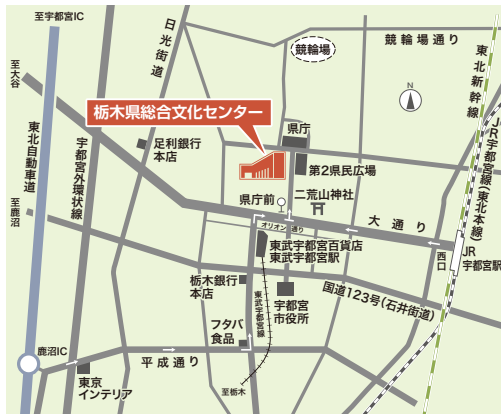 至宇都宮IC
日光街道
競輪場
競輪場通り
東北新幹線
至大谷
栃木県総合文化センター
N
JR宇都宮線(東北本線)
東北自動車道
宇都宮外環状線
足利銀行
本店
県庁
第2県民広場
県庁前
二荒山神社
至鹿沼
大通り
オリオン通り
東武宇都宮百貨店
東武宇都宮駅
西口
JR
宇都宮駅
栃木銀行
本店
東武宇都宮線
宇都宮
市役所
国道123号(石井街道)
フタバ
食品
鹿沼IC
平成通り
東京
インテリア
至栃木